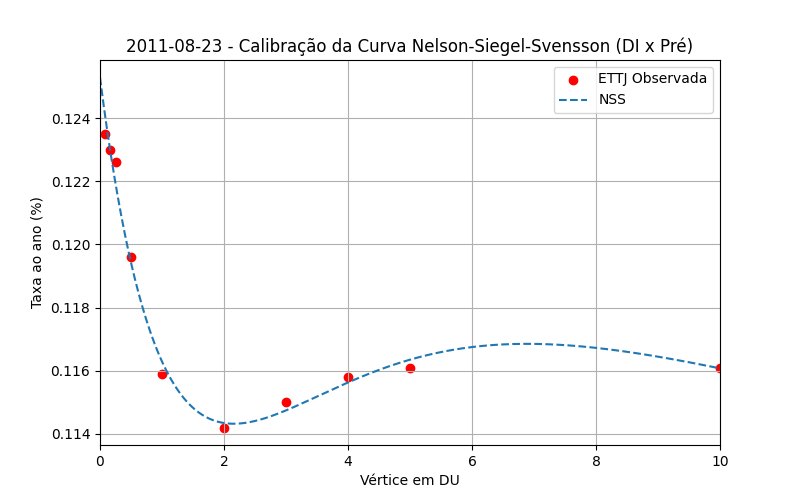 2011-08-23 - Calibração da Curva Nelson-Siegel-Svensson (DI x Pré)
ETTJ Observada
NSS
Taxa ao ano (%)
0.124
0.122
0.120
0.118
0.116
0.114
0 2 4 6 8 10
Vértice em DU